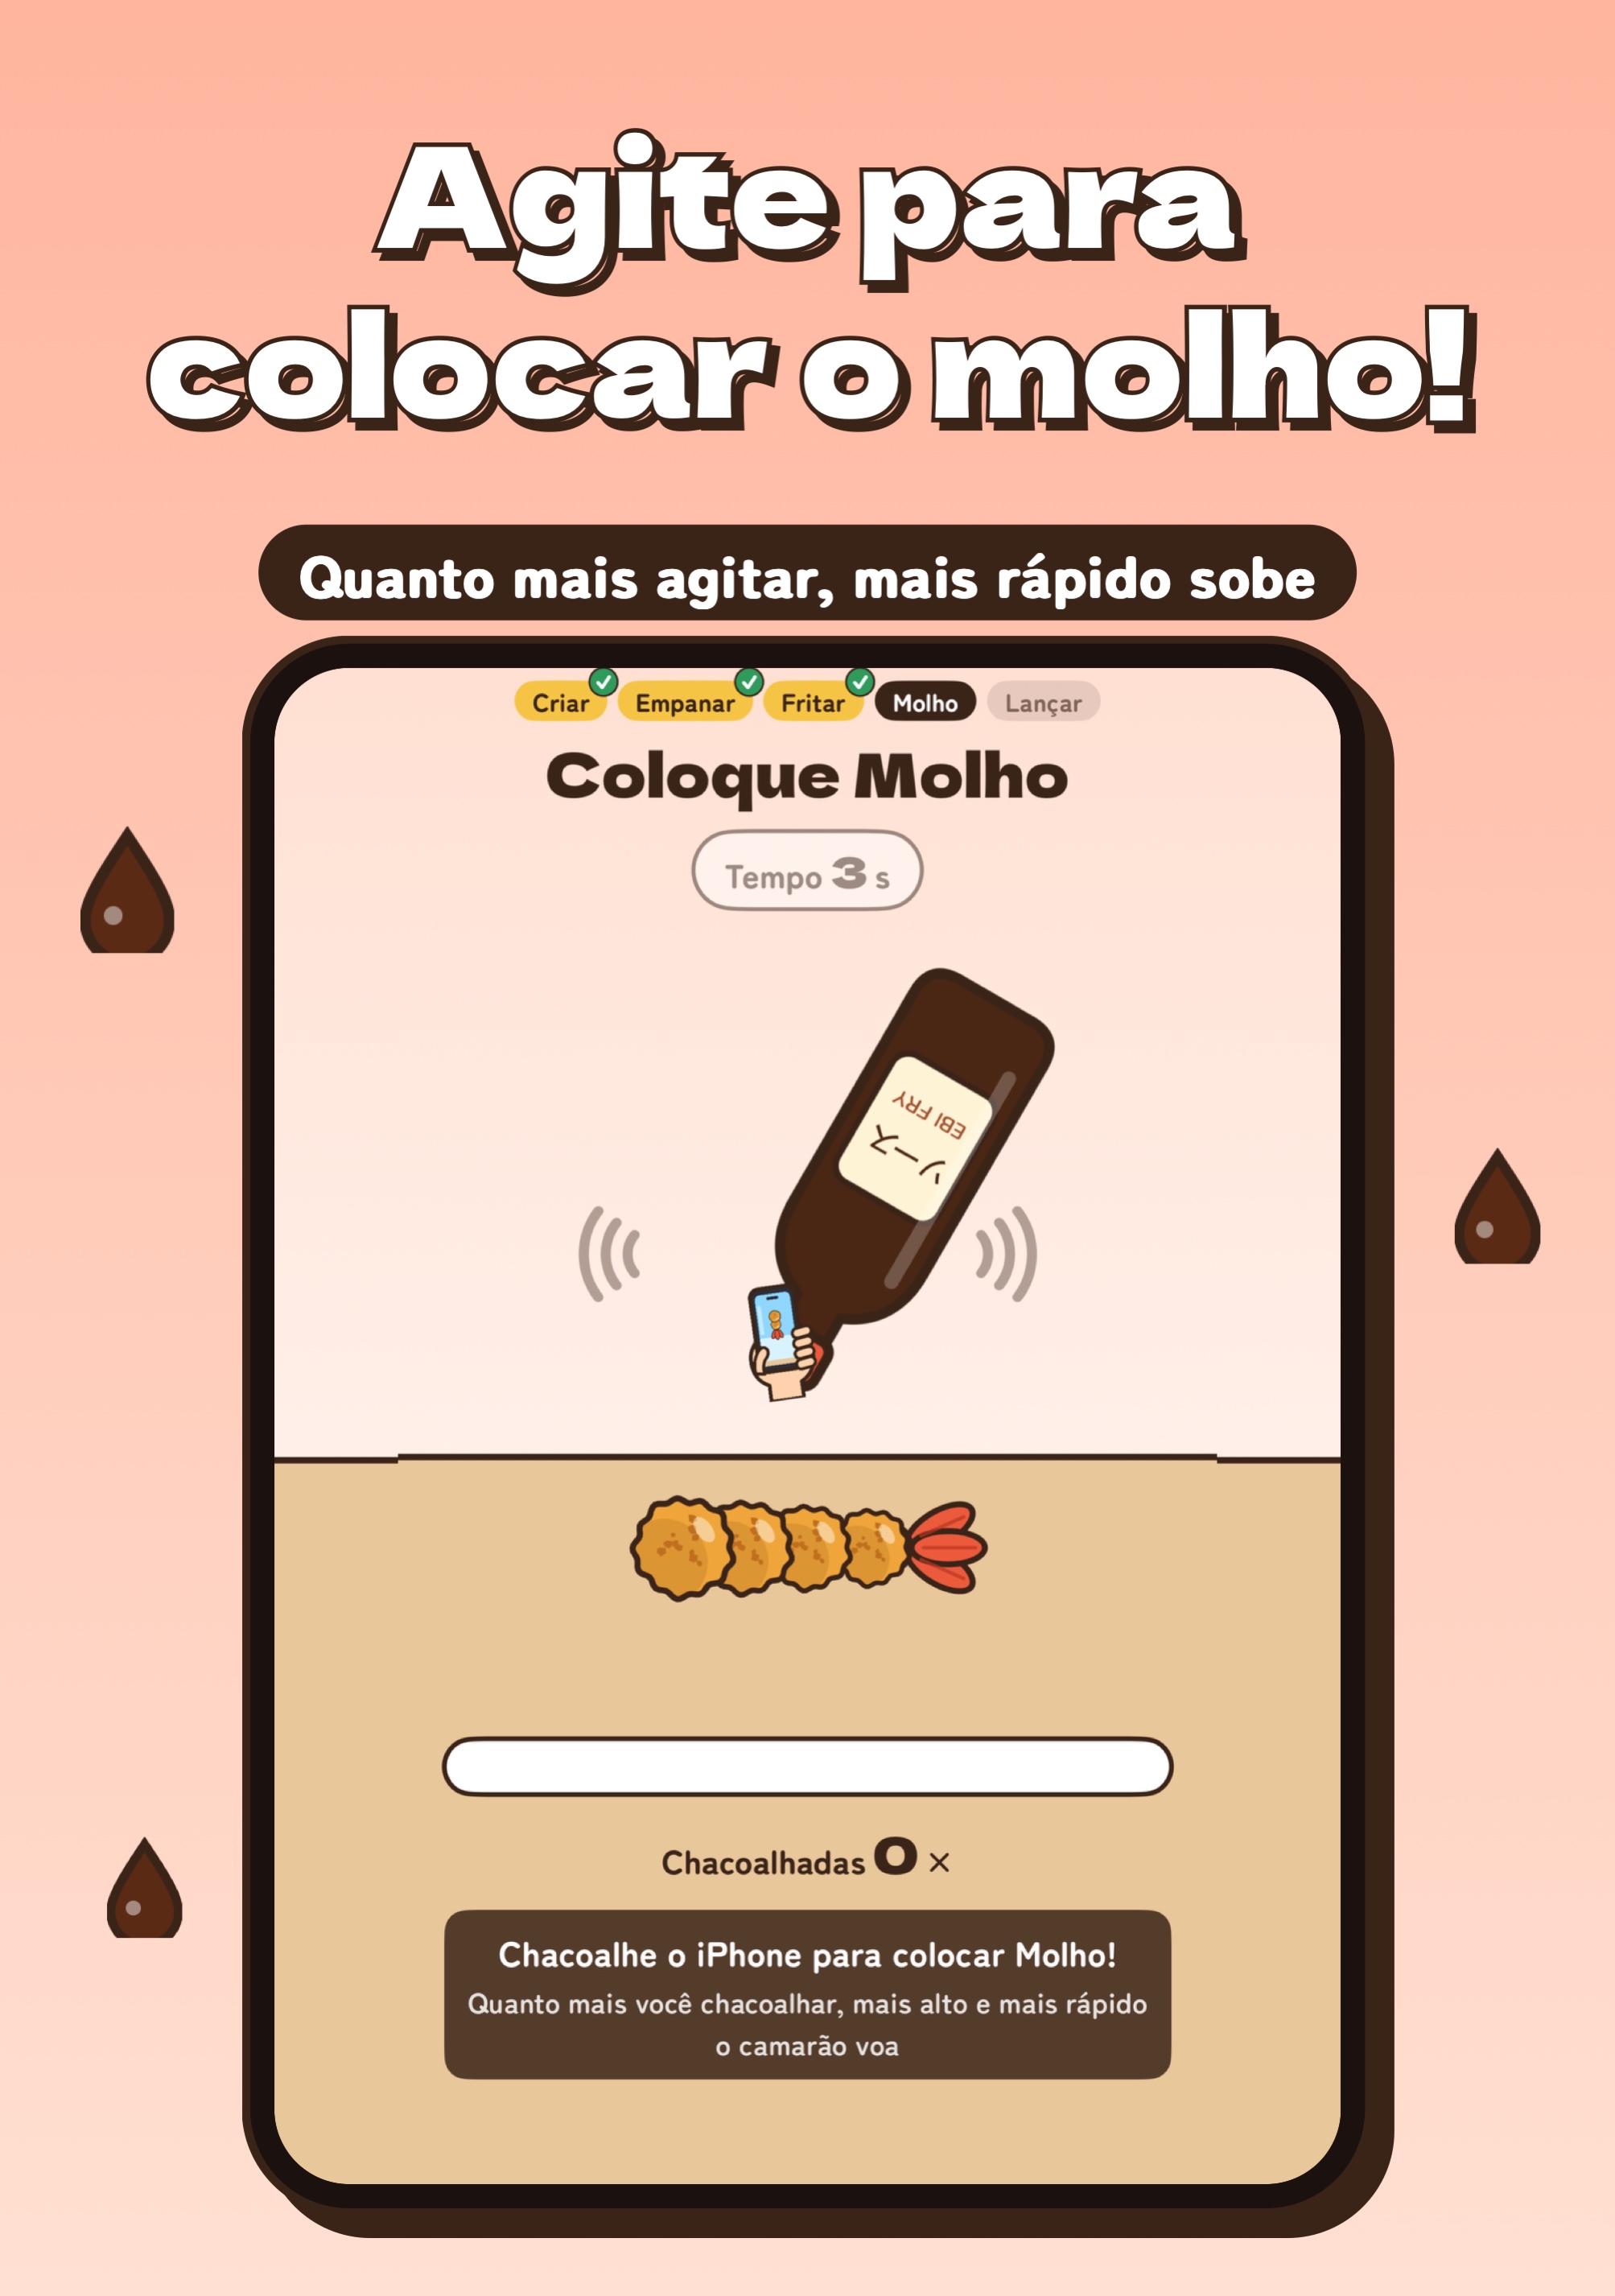 Agite para
colocar o molho!
Quanto mais agitar, mais rápido sobe
Criar Empanar Fritar Molho Lançar
Coloque Molho
Tempo 3 s
ソース
EBI FRY
Chacoalhadas 0 ×
Chacoalhe o iPhone para colocar Molho!
Quanto mais você chacoalhar, mais alto e mais rápido
o camarão voa